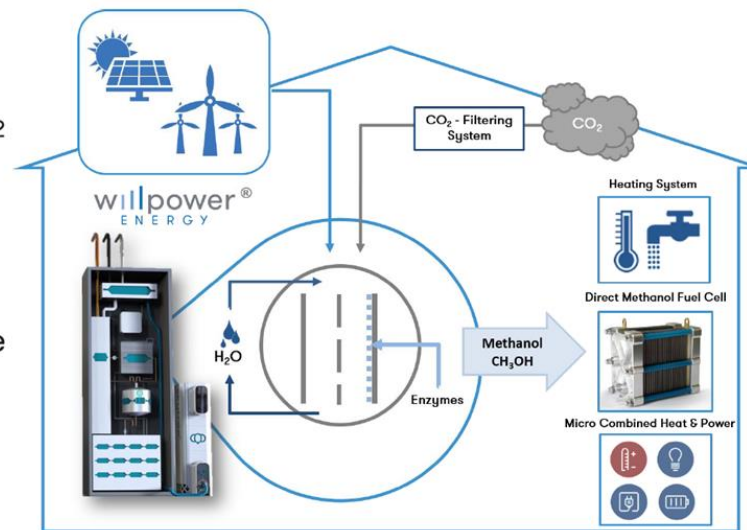 2
CO₂ - Filtering
System
CO₂
willpower®
ENERGY
Heating System
Direct Methanol Fuel Cell
H₂O
Methanol
CH₃OH
Enzymes
e
Micro Combined Heat & Power